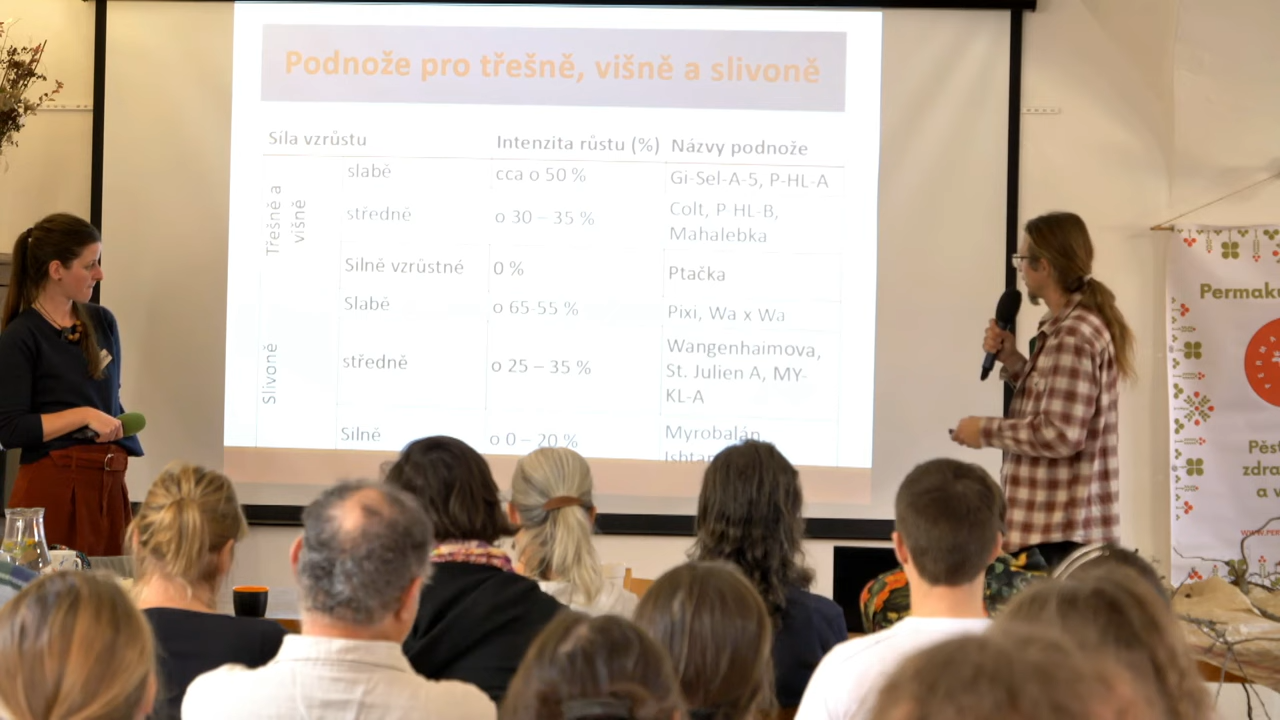 Podnože pro třešně, višně a slivoně
Síla vzrůstu Intenzita růstu (%) Názvy podnože
Třešně a
višně
slabě cca o 50 % Gi-Sel-A-5, P-HL-A
středně o 30 – 35 % Colt, P HL-B,
Mahalebka
Silně vzrůstné 0 % Ptačka
Slivoně
Slabě o 65-55 % Pixi, Wa x Wa
středně o 25 – 35 % Wangenhaimova,
St. Julien A, MY-
KL-A
Silně o 0 – 20 % Myrobalán,
Permaku
Pěst
zdra
a v
WWW.PER